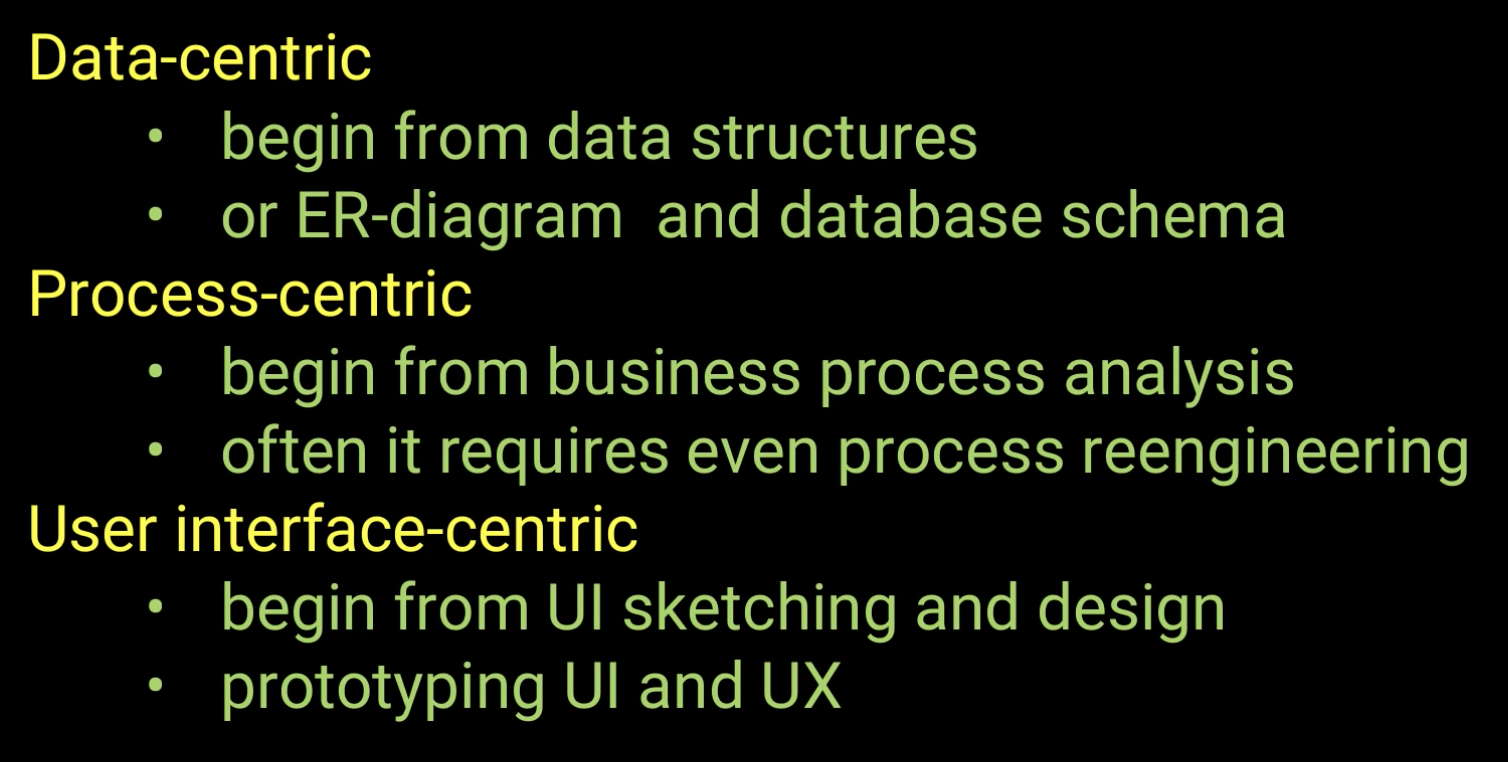 Data-centric
• begin from data structures
• or ER-diagram  and database schema
Process-centric
• begin from business process analysis
• often it requires even process reengineering
User interface-centric
• begin from UI sketching and design
• prototyping UI and UX